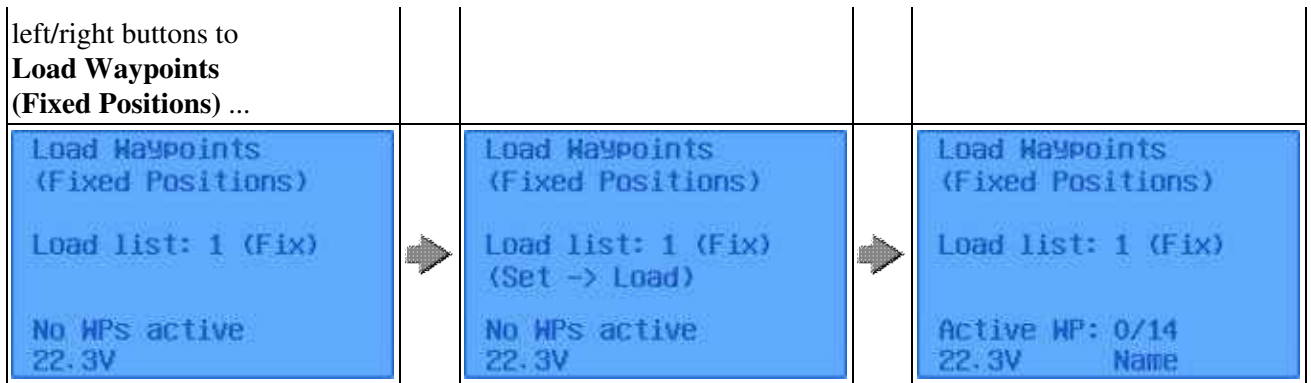 left/right buttons to
Load Waypoints
(Fixed Positions) ...
Load Waypoints
(Fixed Positions)
Load list: 1 (Fix)
No WPs active
22.3V
Load Waypoints
(Fixed Positions)
Load list: 1 (Fix)
(Set -> Load)
No WPs active
22.3V
Load Waypoints
(Fixed Positions)
Load list: 1 (Fix)
Active WP: 0/14
22.3V Name